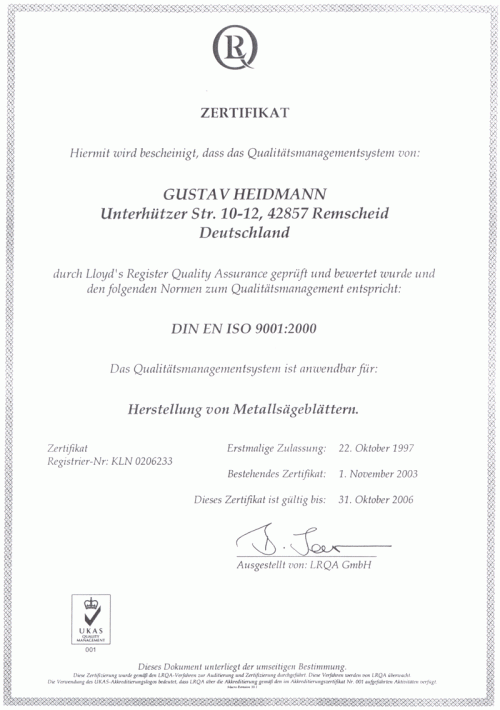 LRQ
ZERTIFIKAT
Hiermit wird bescheinigt, dass das Qualitätsmanagementsystem von:
GUSTAV HEIDMANN
Unterhützer Str. 10-12, 42857 Remscheid
Deutschland
durch Lloyd's Register Quality Assurance geprüft und bewertet wurde und
den folgenden Normen zum Qualitätsmanagement entspricht:
DIN EN ISO 9001:2000
Das Qualitätsmanagementsystem ist anwendbar für:
Herstellung von Metallsägeblättern.
Zertifikat
Registrier-Nr: KLN 0206233
Erstmalige Zulassung: 22. Oktober 1997
Bestehendes Zertifikat: 1. November 2003
Dieses Zertifikat ist gültig bis: 31. Oktober 2006
Ausgestellt von: LRQA GmbH
UKAS
QUALITY
MANAGEMENT
001
Dieses Dokument unterliegt der umseitigen Bestimmung.
Diese Zertifizierung wurde gemäß den LRQA-Verfahren zur Auditierung und Zertifizierung durchgeführt. Diese Verfahren werden von LRQA überwacht.
Die Verwendung des UKAS-Akkreditierungslogos bedeutet, dass LRQA über die Akkreditierung gemäß den im Akkreditierungszertifikat Nr. 001 aufgeführten Aktivitäten verfügt.